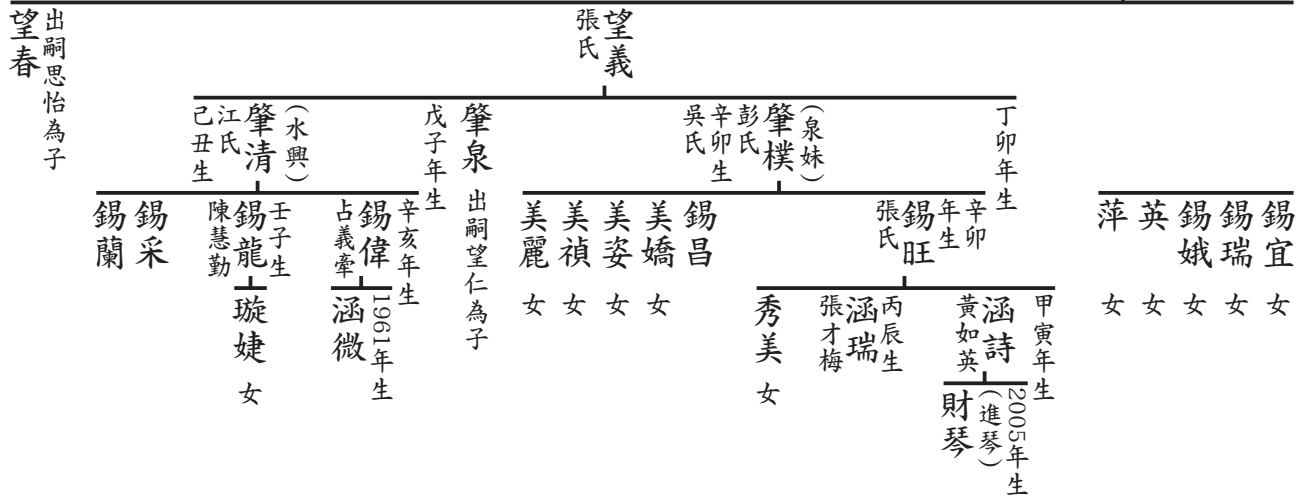 望義
張氏
望春
出嗣思怡為子
丁卯年生
肇樸
(泉妹)
彭氏
辛卯生
吳氏
肇泉
戊子年生
出嗣望仁為子
肇清
(水興)
江氏
己丑生
錫宜
錫瑞 女
錫娥 女
英 女
萍 女
辛卯年生
錫旺
張氏
錫昌
美嬌 女
美姿 女
美禎 女
美麗 女
辛亥年生
錫偉
占義牽
壬子生
錫龍
陳慧勤
錫采
錫蘭
甲寅年生
涵詩
黃如英
丙辰生
涵瑞
張才梅
秀美 女
1961年生
涵微
璇婕 女
2005年生
(進琴)
財琴